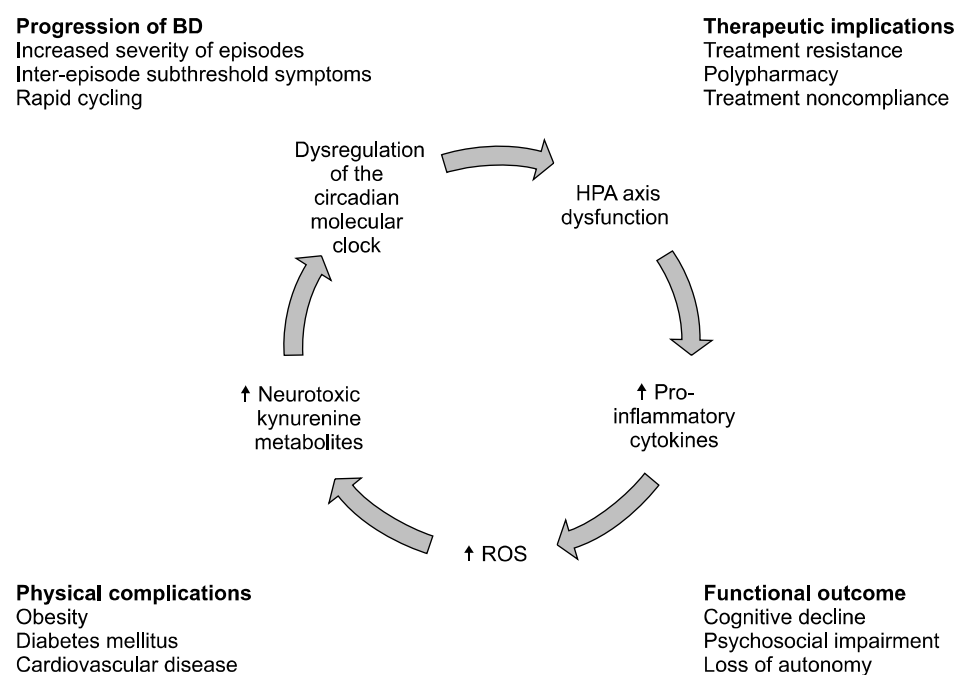 Progression of BD
Increased severity of episodes
Inter-episode subthreshold symptoms
Rapid cycling
Therapeutic implications
Treatment resistance
Polypharmacy
Treatment noncompliance
Dysregulation
of the
circadian
molecular
clock
HPA axis
dysfunction
↑ Pro-
inflammatory
cytokines
↑ ROS
↑ Neurotoxic
kynurenine
metabolites
Physical complications
Obesity
Diabetes mellitus
Cardiovascular disease
Functional outcome
Cognitive decline
Psychosocial impairment
Loss of autonomy